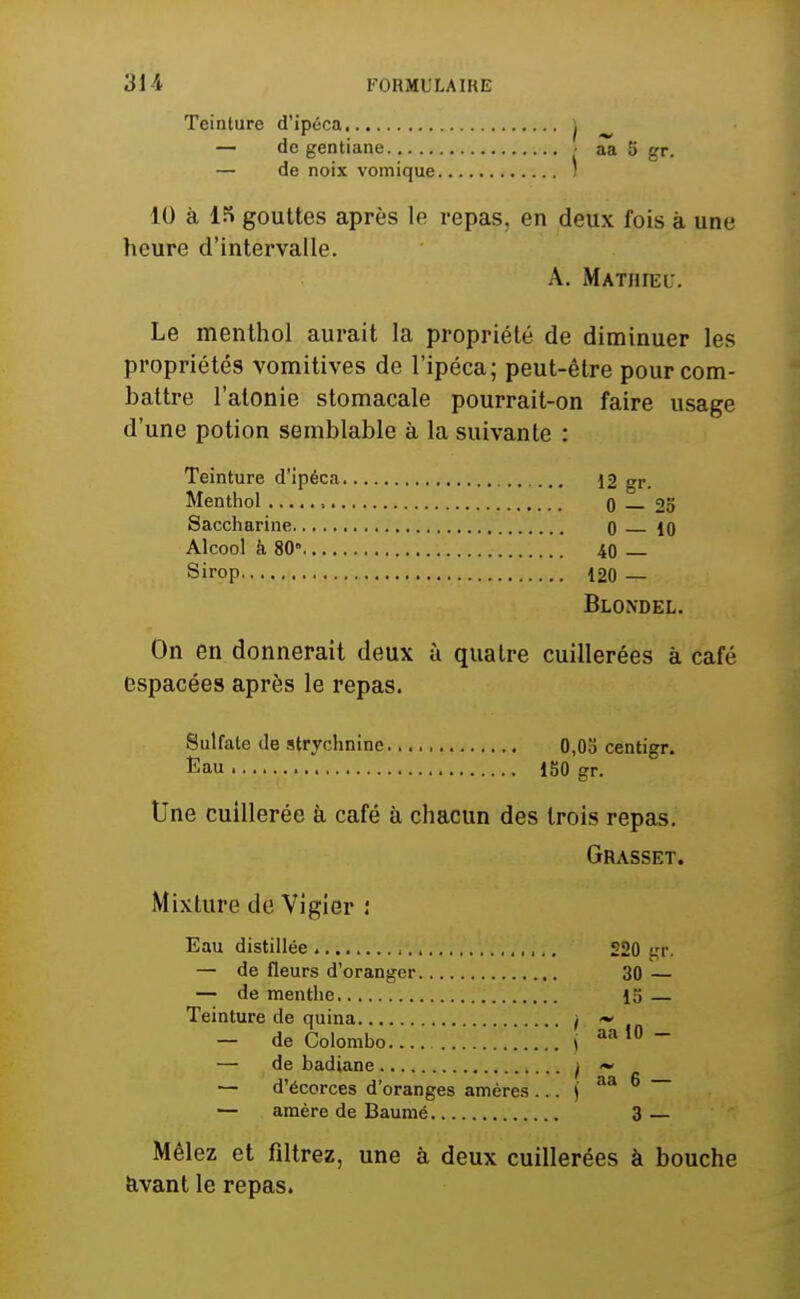 314 FORMULAIRE
Teinture d'ipéca........................ )
— de gentiane.................... } ãa 5 gr.
— de noix vomique............ )
10 à 15 gouttes après le repas, en deux fois à une
heure d'intervalle.
A. MATHIEU.
Le menthol aurait la propriété de diminuer les
propriétés vomitives de l'ipéca; peut-être pour com-
battre l'atonie stomacale pourrait-on faire usage
d'une potion semblable à la suivante :
Teinture d'ipéca........................ 12 gr.
Menthol................................ 0 — 25
Saccharine............................. 0 — 10
Alcool à 80°............................ 40 —
Sirop.................................. 120 —
BLONDEL.
On en donnerait deux à quatre cuillerées à café
espacées après le repas.
Sulfate de strychnine............. 0,05 centigr.
Eau................................ 150 gr.
Une cuillerée à café à chacun des trois repas.
GRASSET.
Mixture de Vigier :
Eau distillée........................... 220 gr.
— de fleurs d'oranger............... 30 —
— de menthe........................ 15 —
Teinture de quina...................... )
— de Colombo................... ) ãa 10 —
— de badiane.................... )
— d'écorces d'oranges amères... ) ãa 6 —
— amère de Baumé............. 3 —
Mêlez et filtrez, une à deux cuillerées à bouche
avant le repas.